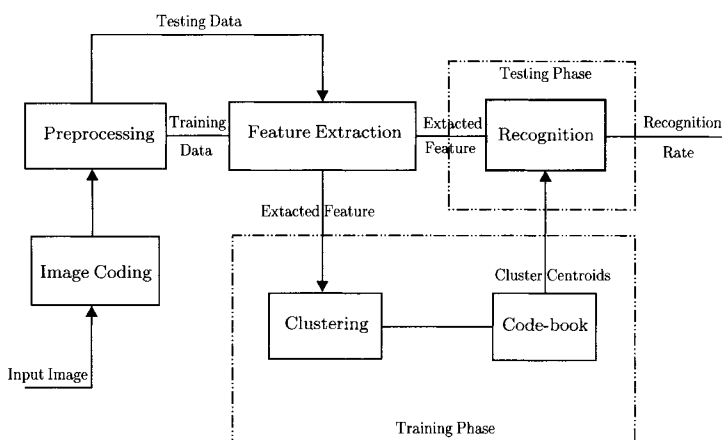 Testing Data
Testing Phase
Preprocessing
Training
Data
Feature Extraction
Extacted
Feature
Recognition
Recognition
Rate
Extacted Feature
Image Coding
Cluster Centroids
Clustering
Code-book
Input Image
Training Phase